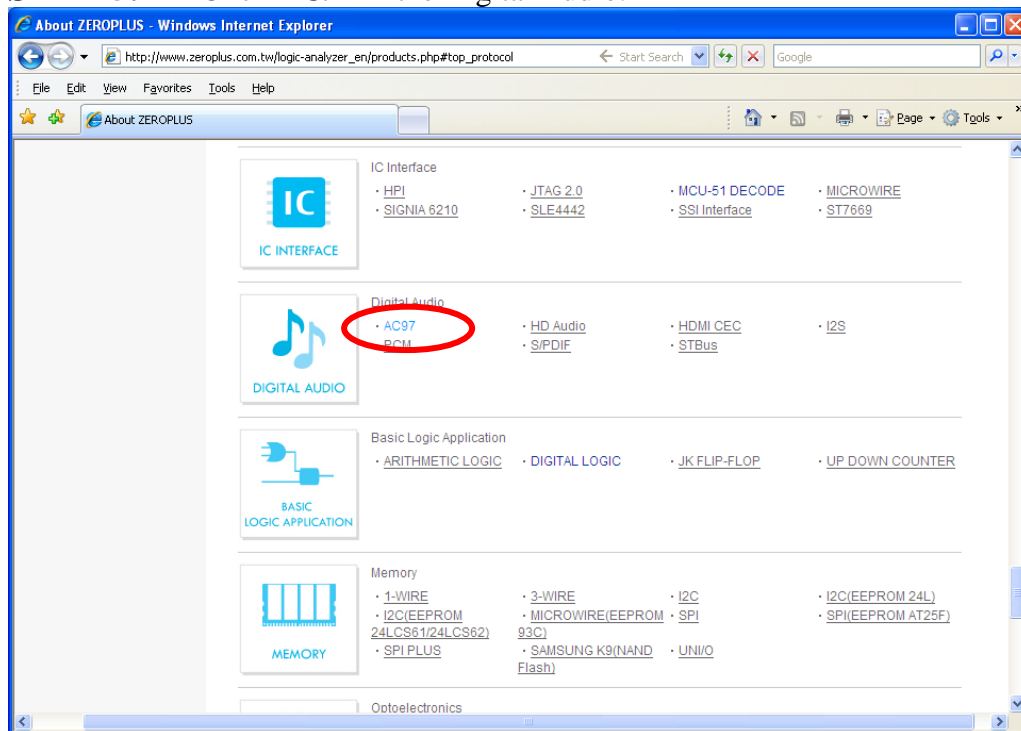 About ZEROPLUS - Windows Internet Explorer
http://www.zeroplus.com.tw/logic-analyzer_en/products.php#top_protocol Start Search Google
File Edit View Favorites Tools Help
About ZEROPLUS Page Tools
IC Interface
· HPI · JTAG 2.0 · MCU-51 DECODE · MICROWIRE
· SIGNIA 6210 · SLE4442 · SSI Interface · ST7669
IC
IC INTERFACE
Digital Audio
· AC97 · HD Audio · HDMI CEC · I2S
· PCM · S/PDIF · STBus
DIGITAL AUDIO
Basic Logic Application
· ARITHMETIC LOGIC · DIGITAL LOGIC · JK FLIP-FLOP · UP DOWN COUNTER
BASIC
LOGIC APPLICATION
Memory
· 1-WIRE · 3-WIRE · I2C · I2C(EEPROM 24L)
· I2C(EEPROM · MICROWIRE(EEPROM · SPI · SPI(EEPROM AT25F)
24LCS61/24LCS62) 93C)
· SPI PLUS · SAMSUNG K9(NAND · UNI/O
Flash)
MEMORY
Optoelectronics